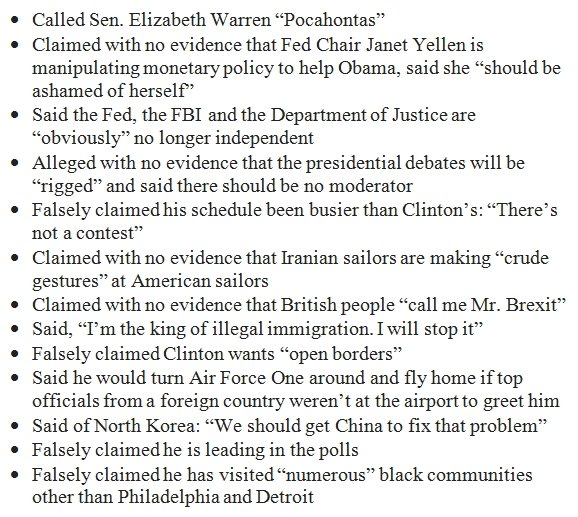 • Called Sen. Elizabeth Warren “Pocahontas”
• Claimed with no evidence that Fed Chair Janet Yellen is
manipulating monetary policy to help Obama, said she “should be
ashamed of herself”
• Said the Fed, the FBI and the Department of Justice are
“obviously” no longer independent
• Alleged with no evidence that the presidential debates will be
“rigged” and said there should be no moderator
• Falsely claimed his schedule been busier than Clinton’s: “There’s
not a contest”
• Claimed with no evidence that Iranian sailors are making “crude
gestures” at American sailors
• Claimed with no evidence that British people “call me Mr. Brexit”
• Said, “I’m the king of illegal immigration. I will stop it”
• Falsely claimed Clinton wants “open borders”
• Said he would turn Air Force One around and fly home if top
officials from a foreign country weren’t at the airport to greet him
• Said of North Korea: “We should get China to fix that problem”
• Falsely claimed he is leading in the polls
• Falsely claimed he has visited “numerous” black communities
other than Philadelphia and Detroit